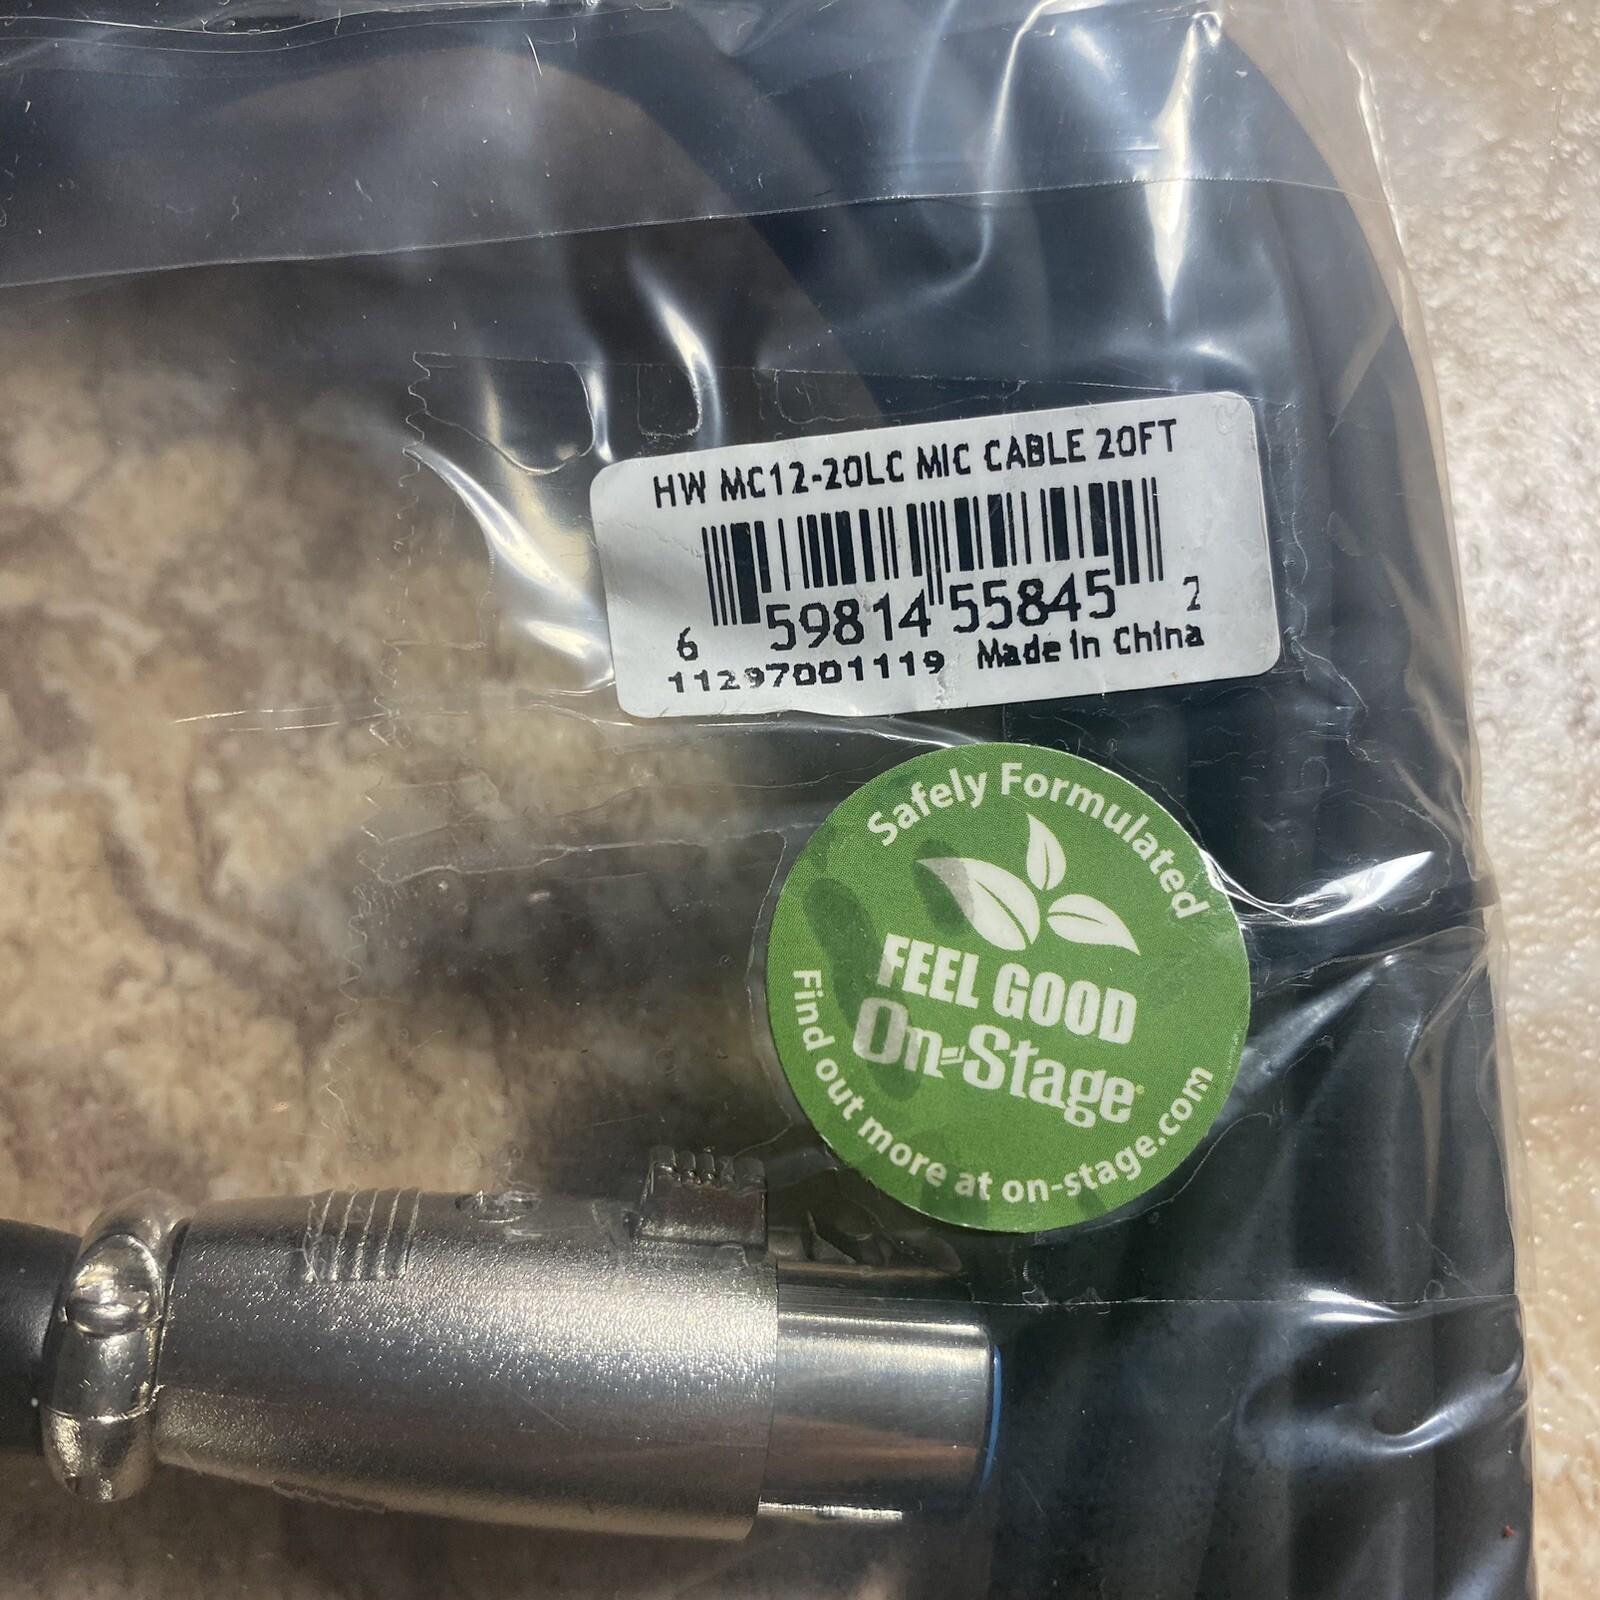 HW MC12-20LC MIC CABLE 20FT
6 59814 55845 2
11297001119 Made in China
Safely Formulated
FEEL GOOD
On-Stage
Find out more at on-stage.com